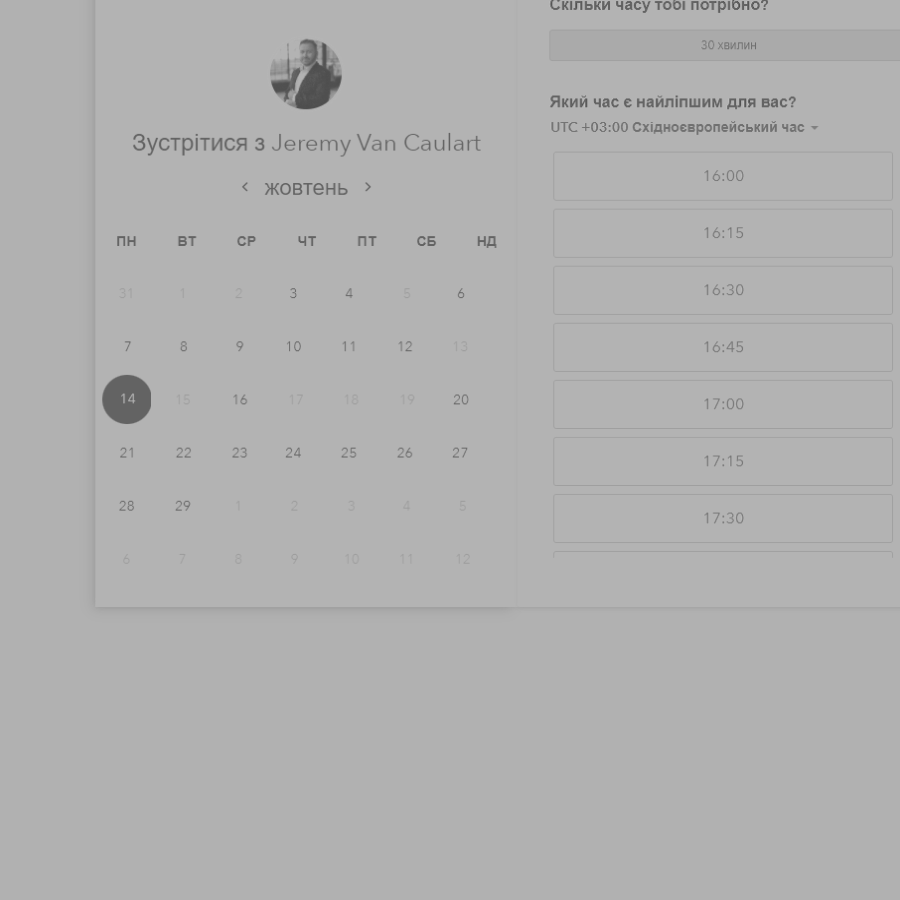 Скільки часу тобі потрібно?
30 хвилин
Який час є найліпшим для вас?
UTC +03:00 Східноєвропейський час
16:00
16:15
16:30
16:45
17:00
17:15
17:30
Зустрітися з Jeremy Van Caulart
жовтень
ПН ВТ СР ЧТ ПТ СБ НД
31 1 2 3 4 5 6
7 8 9 10 11 12 13
14 15 16 17 18 19 20
21 22 23 24 25 26 27
28 29 1 2 3 4 5
6 7 8 9 10 11 12